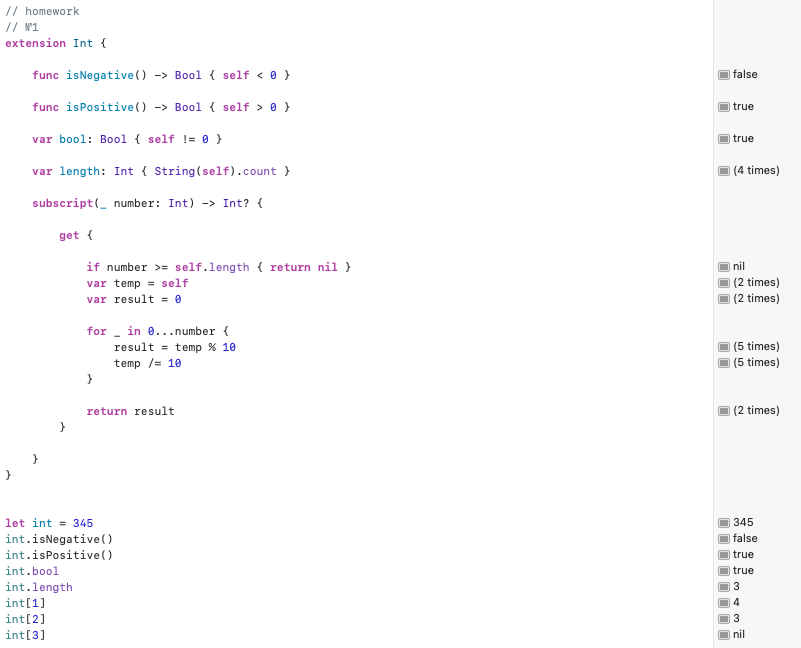 // homework
// №1
extension Int {
func isNegative() -> Bool { self < 0 } false
func isPositive() -> Bool { self > 0 } true
var bool: Bool { self != 0 } true
var length: Int { String(self).count } (4 times)
subscript(_ number: Int) -> Int? {
get {
if number >= self.length { return nil } nil
var temp = self (2 times)
var result = 0 (2 times)
for _ in 0...number {
result = temp % 10 (5 times)
temp /= 10 (5 times)
}
return result (2 times)
}
}
}
let int = 345 345
int.isNegative() false
int.isPositive() true
int.bool true
int.length 3
int[1] 4
int[2] 3
int[3] nil